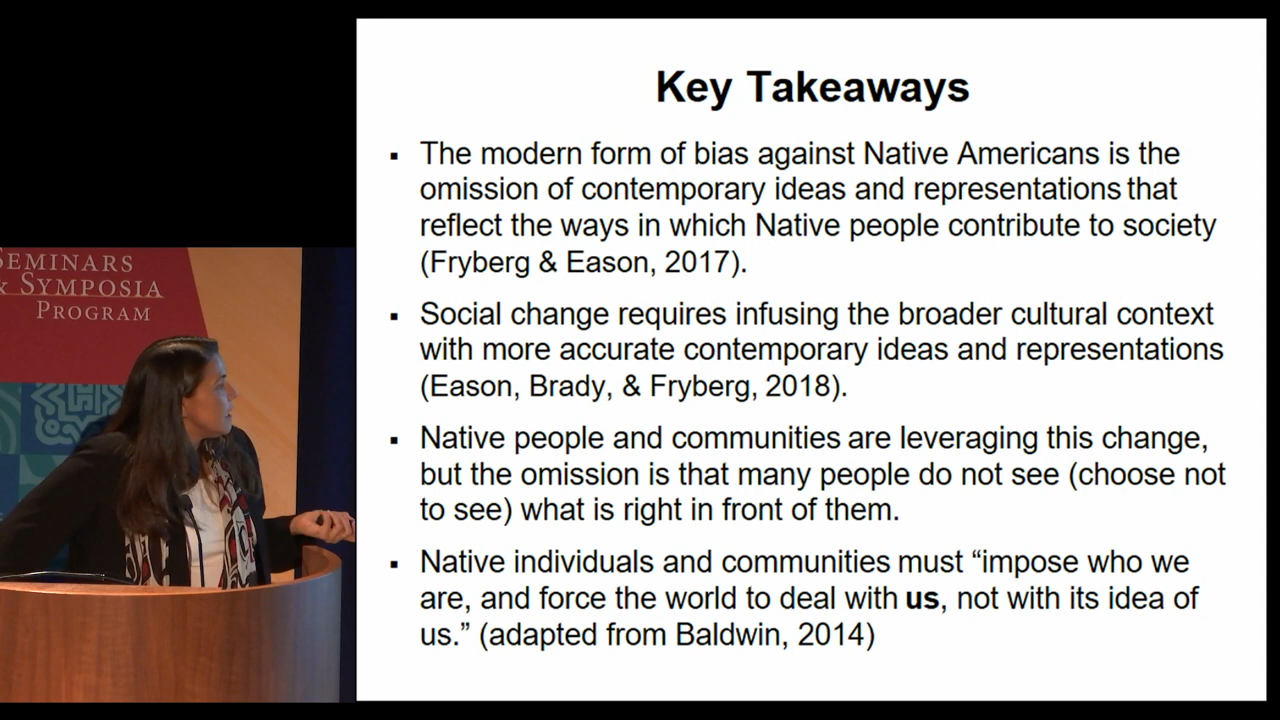 SEMINARS
& SYMPOSIA
PROGRAM
Key Takeaways
▪ The modern form of bias against Native Americans is the
omission of contemporary ideas and representations that
reflect the ways in which Native people contribute to society
(Fryberg & Eason, 2017).
▪ Social change requires infusing the broader cultural context
with more accurate contemporary ideas and representations
(Eason, Brady, & Fryberg, 2018).
▪ Native people and communities are leveraging this change,
but the omission is that many people do not see (choose not
to see) what is right in front of them.
▪ Native individuals and communities must “impose who we
are, and force the world to deal with us, not with its idea of
us.” (adapted from Baldwin, 2014)